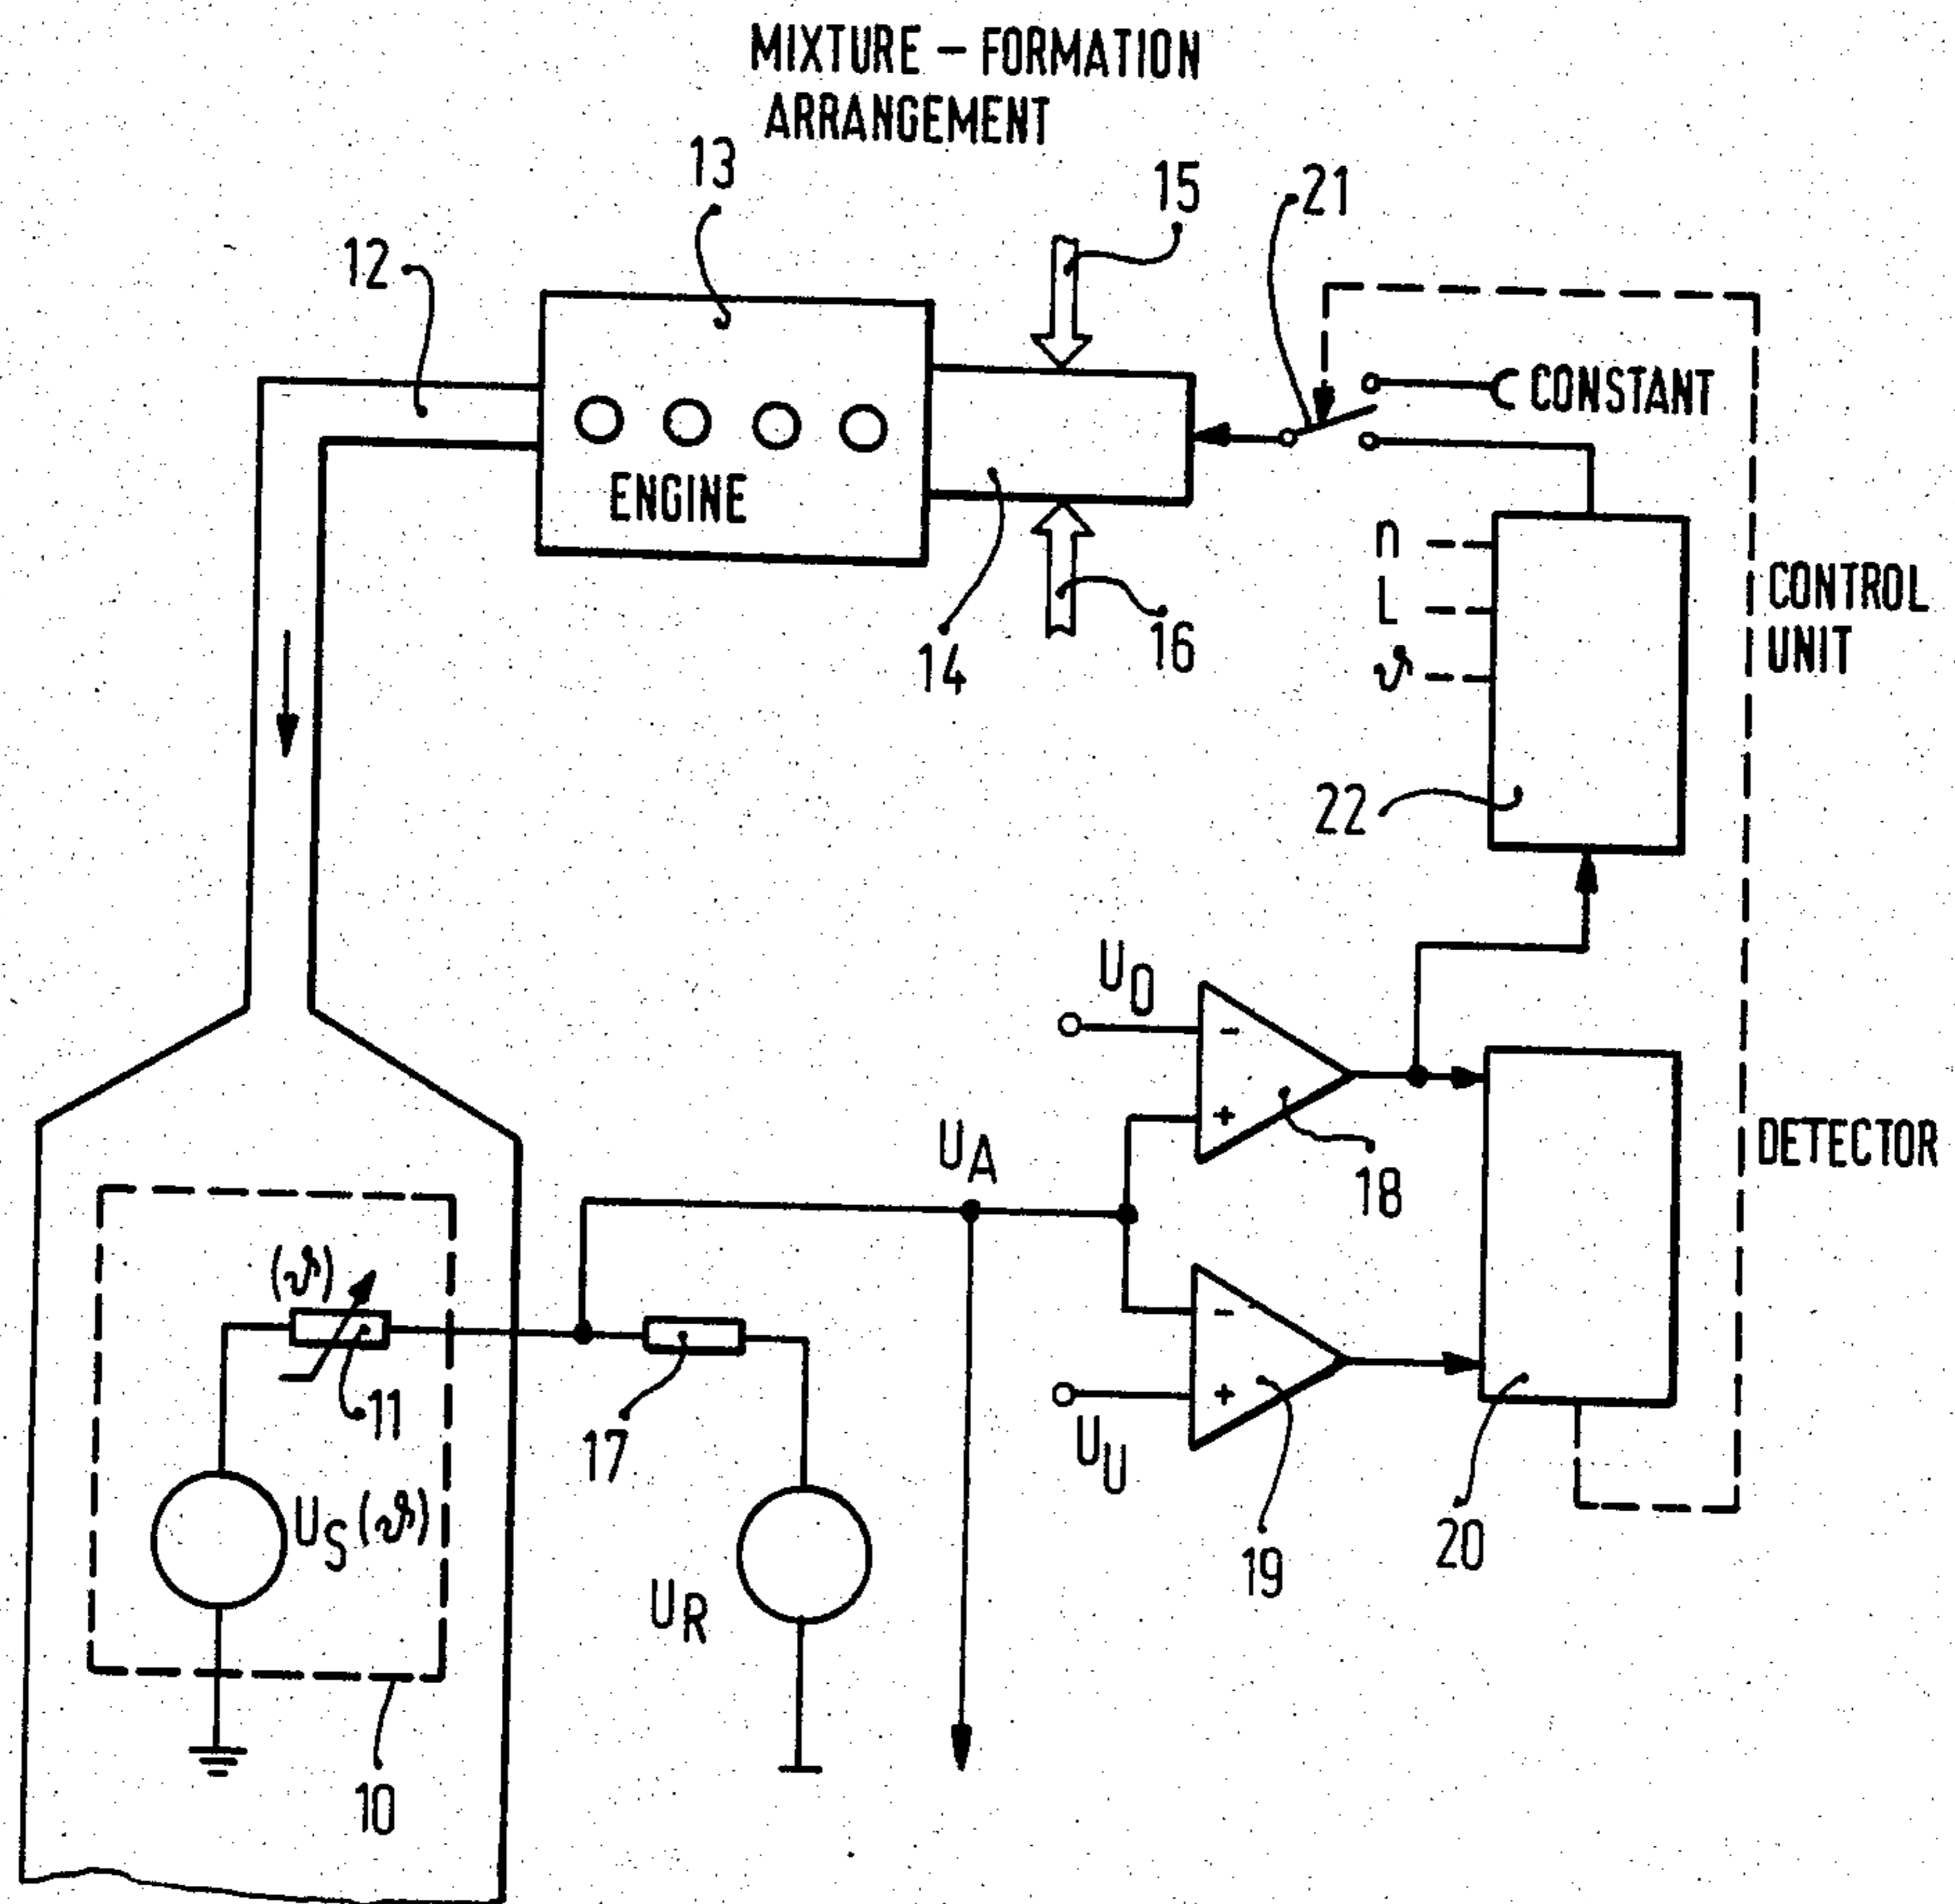 MIXTURE – FORMATION
ARRANGEMENT
13
15
21
12
CONSTANT
ENGINE
n
L
ϑ
CONTROL
UNIT
14
16
22
UO
-
+
18
DETECTOR
UA
(ϑ)
11
17
-
+
UU
19
20
US(ϑ)
UR
10